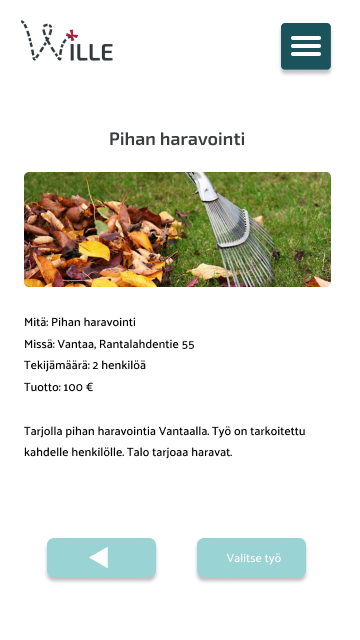 WILLE
Pihan haravointi
Mitä: Pihan haravointi
Missä: Vantaa, Rantalahdentie 55
Tekijämäärä: 2 henkilöä
Tuotto: 100 €
Tarjolla pihan haravointia Vantaalla. Työ on tarkoitettu
kahdelle henkilölle. Talo tarjoaa haravat.
Valitse työ